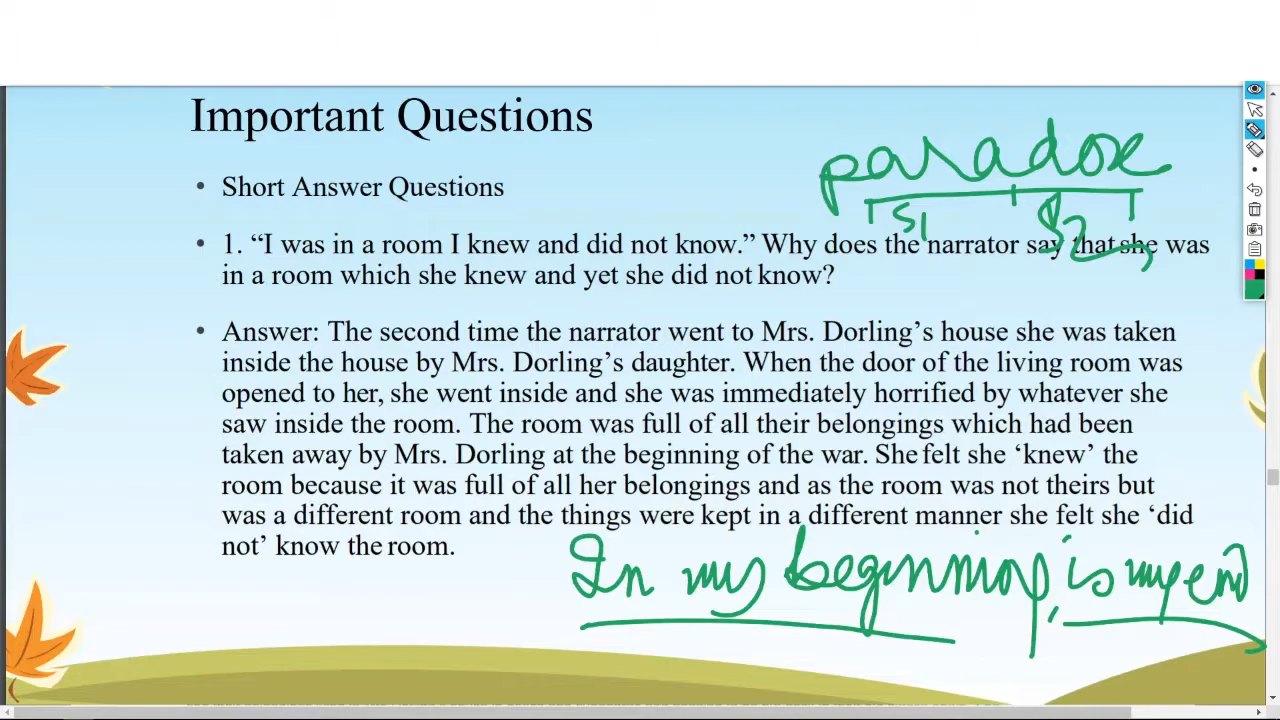 Important Questions
paradox
• Short Answer Questions
S1 S2
• 1. “I was in a room I knew and did not know.” Why does the narrator say that she was
in a room which she knew and yet she did not know?
• Answer: The second time the narrator went to Mrs. Dorling’s house she was taken
inside the house by Mrs. Dorling’s daughter. When the door of the living room was
opened to her, she went inside and she was immediately horrified by whatever she
saw inside the room. The room was full of all their belongings which had been
taken away by Mrs. Dorling at the beginning of the war. She felt she ‘knew’ the
room because it was full of all her belongings and as the room was not theirs but
was a different room and the things were kept in a different manner she felt she ‘did
not’ know the room.
In my beginning, is my end